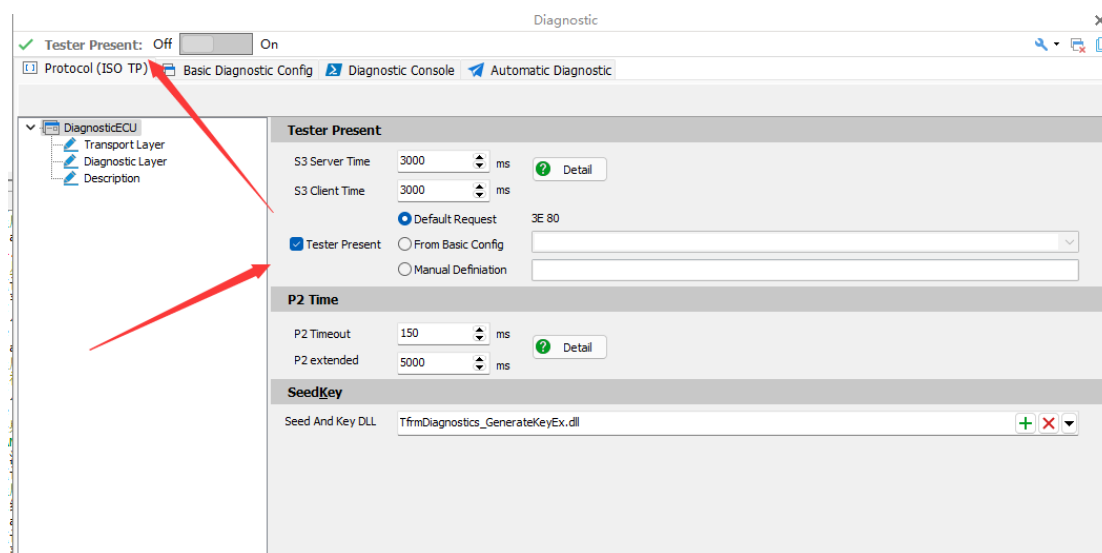 Diagnostic
Tester Present: Off On
Protocol (ISO TP) Basic Diagnostic Config Diagnostic Console Automatic Diagnostic
DiagnosticECU
Transport Layer
Diagnostic Layer
Description
Tester Present
S3 Server Time 3000 ms Detail
S3 Client Time 3000 ms
Default Request 3E 80
Tester Present From Basic Config
Manual Definiation
P2 Time
P2 Timeout 150 ms Detail
P2 extended 5000 ms
SeedKey
Seed And Key DLL TfrmDiagnostics_GenerateKeyEx.dll